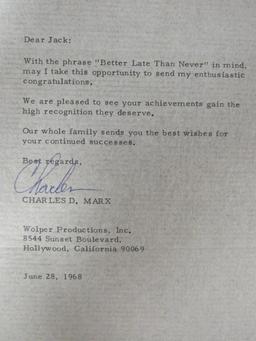 Dear Jack:
With the phrase "Better Late Than Never" in mind,
may I take this opportunity to send my enthusiastic
congratulations.
We are pleased to see your achievements gain the
high recognition they deserve.
Our whole family sends you the best wishes for
your continued successes.
Best regards,
Charles
CHARLES D. MARX
Wolper Productions, Inc.
8544 Sunset Boulevard.
Hollywood, California 90069
June 28, 1968